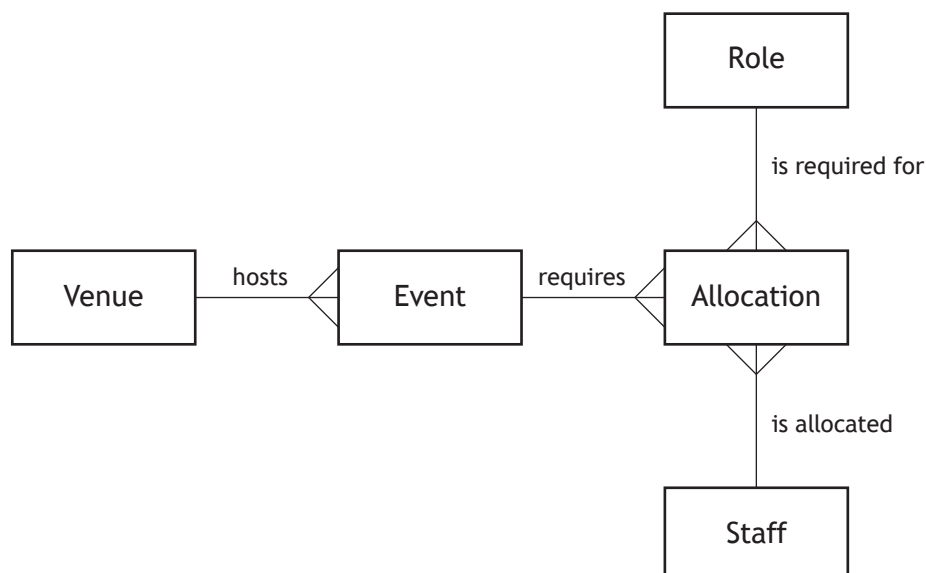 Role
is required for
Venue
hosts
Event
requires
Allocation
is allocated
Staff